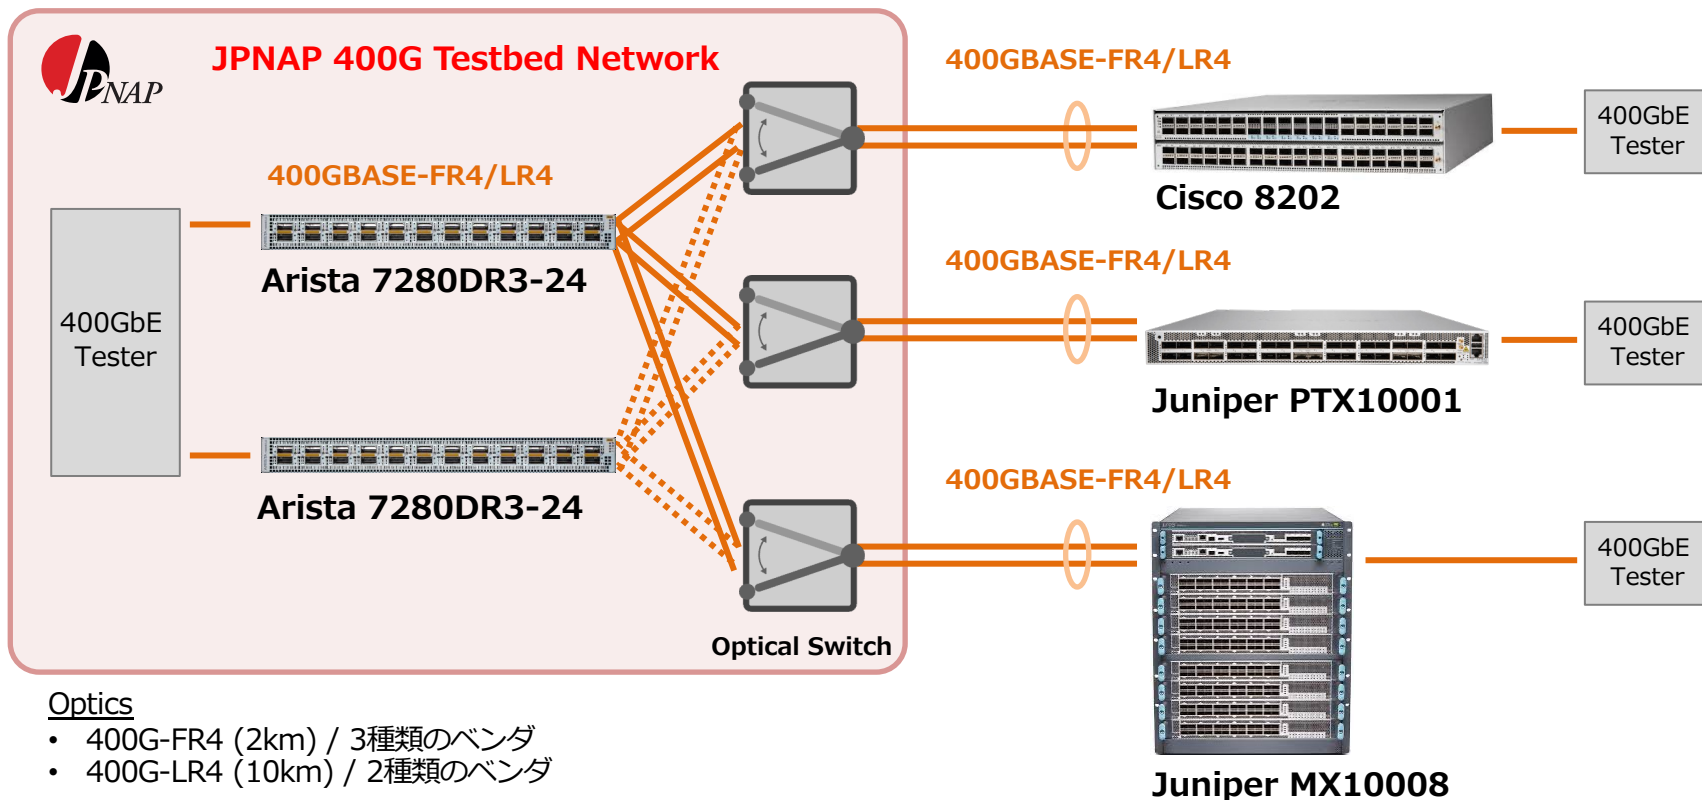 JPNAP
JPNAP 400G Testbed Network
400GBASE-FR4/LR4
400GbE
Tester
400GBASE-FR4/LR4
Cisco 8202
Arista 7280DR3-24
400GBASE-FR4/LR4
400GbE
Tester
400GbE
Tester
Juniper PTX10001
Arista 7280DR3-24
400GBASE-FR4/LR4
400GbE
Tester
Optical Switch
Juniper MX10008
Optics
• 400G-FR4 (2km) / 3種類のベンダ
• 400G-LR4 (10km) / 2種類のベンダ